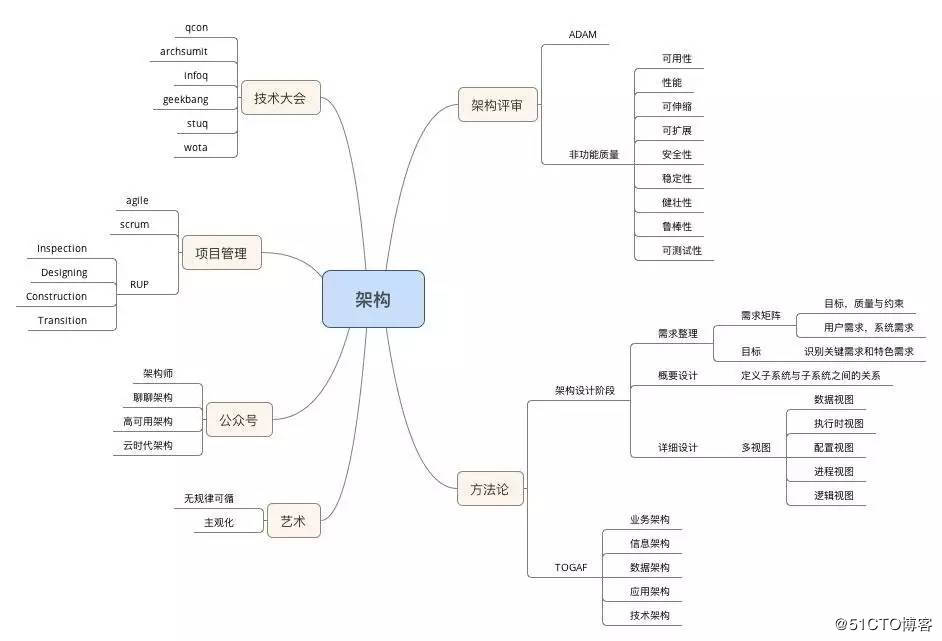 架构
技术大会
qcon
archsumit
infoq
geekbang
stuq
wota
项目管理
agile
scrum
RUP
Inspection
Designing
Construction
Transition
公众号
架构师
聊聊架构
高可用架构
云时代架构
艺术
无规律可循
主观化
架构评审
ADAM
非功能质量
可用性
性能
可伸缩
可扩展
安全性
稳定性
健壮性
鲁棒性
可测试性
方法论
架构设计阶段
需求整理
需求矩阵
目标，质量与约束
用户需求，系统需求
目标
识别关键需求和特色需求
概要设计
定义子系统与子系统之间的关系
详细设计
多视图
数据视图
执行时视图
配置视图
进程视图
逻辑视图
TOGAF
业务架构
信息架构
数据架构
应用架构
技术架构
@51CTO博客